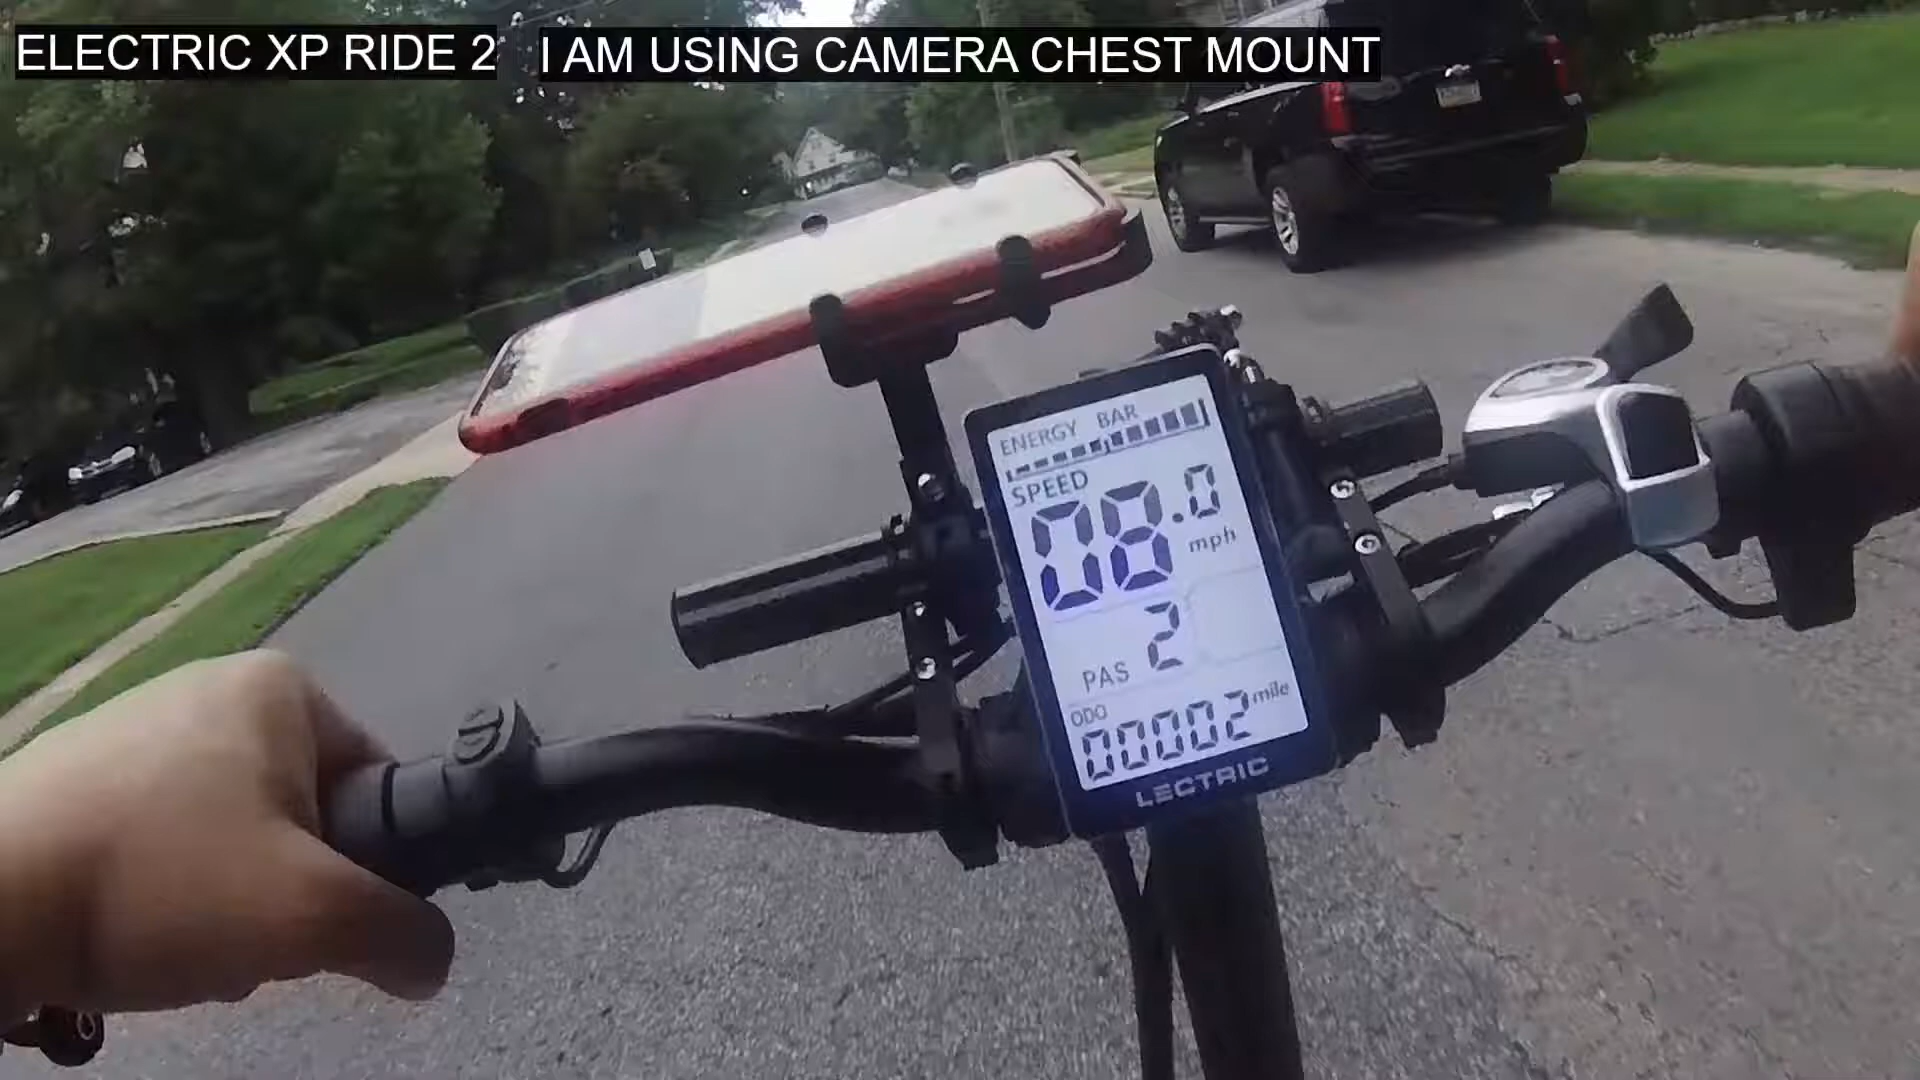 ELECTRIC XP RIDE 2
I AM USING CAMERA CHEST MOUNT
ENERGY BAR
SPEED
08.0
mph
2
PAS
ODO
00002 mile
LECTRIC